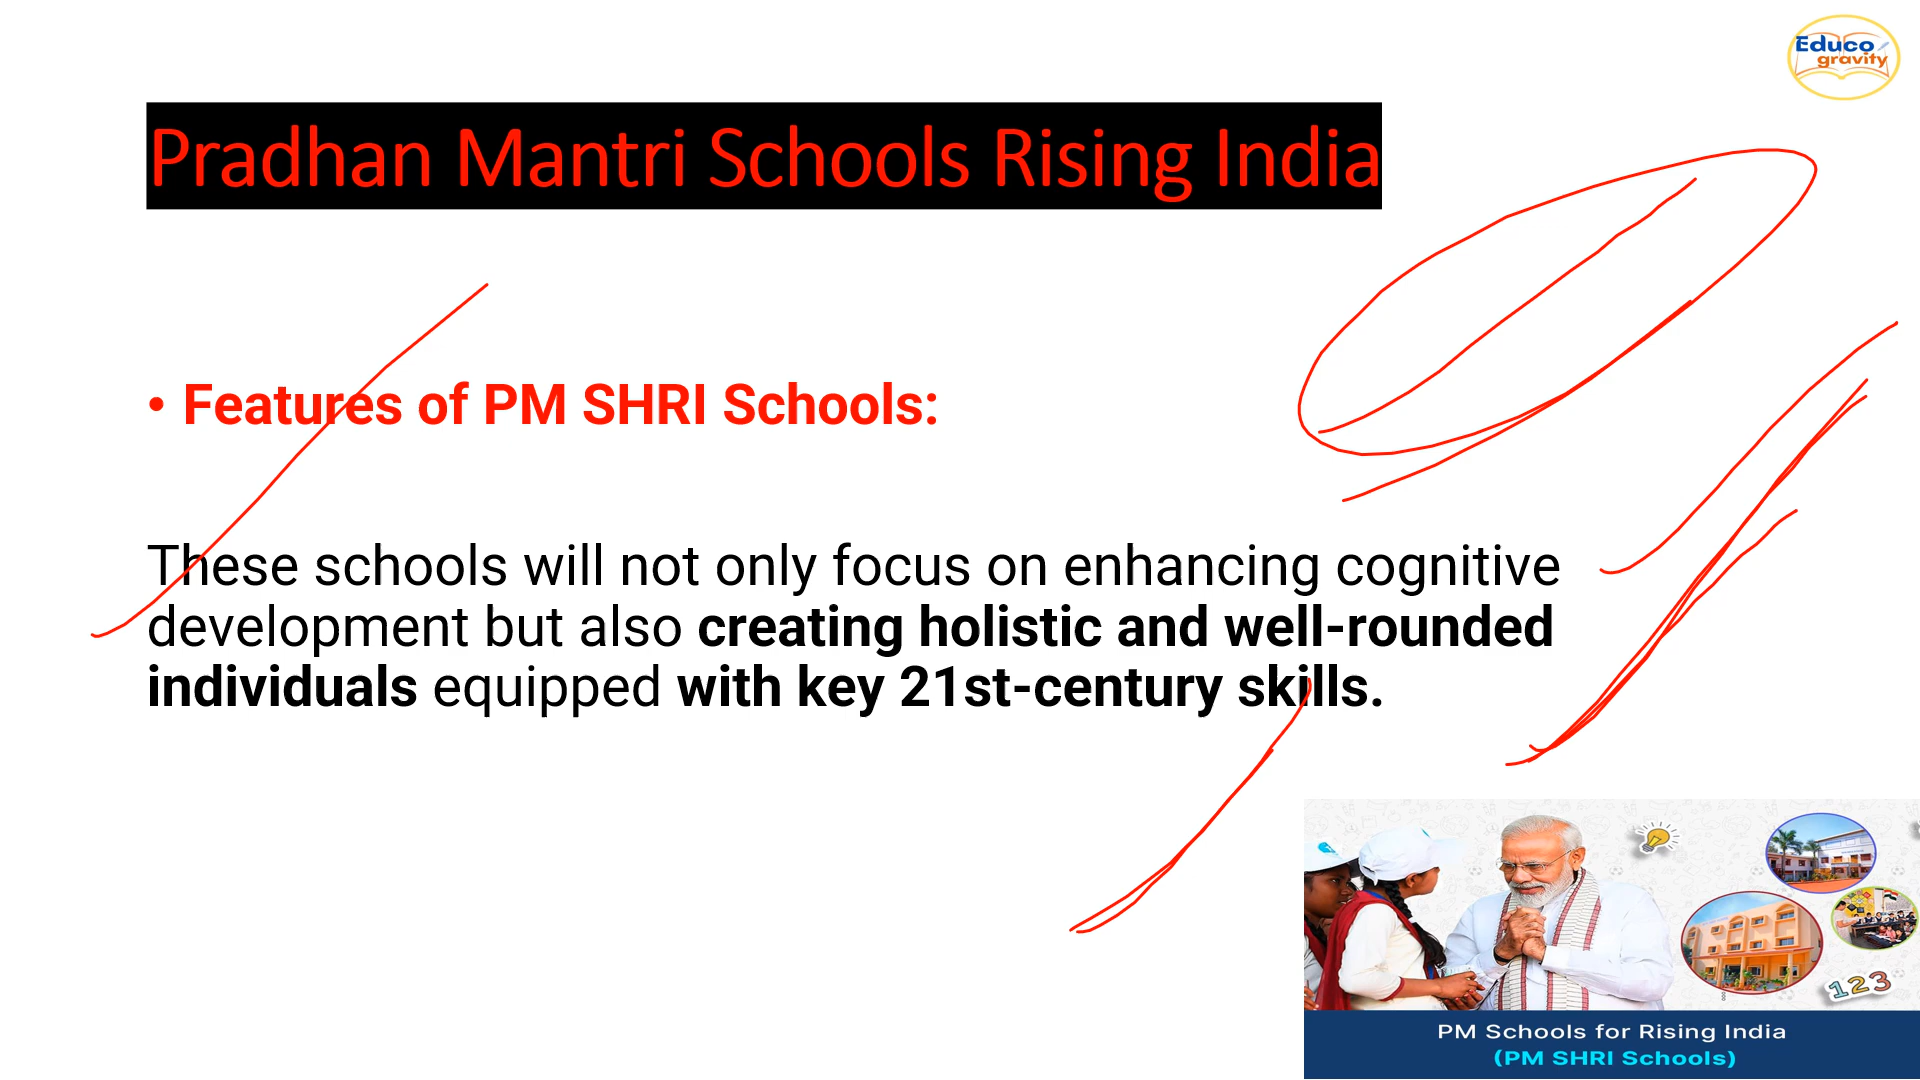 Educo
gravity
Pradhan Mantri Schools Rising India
• Features of PM SHRI Schools:
These schools will not only focus on enhancing cognitive
development but also creating holistic and well-rounded
individuals equipped with key 21st-century skills.
123
PM Schools for Rising India
(PM SHRI Schools)